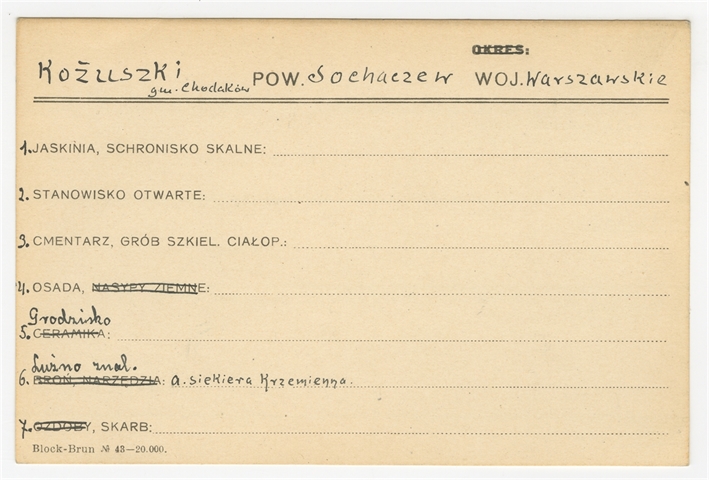 OKRES:
Kożuszki POW. Sochaczew WOJ. Warszawskie
gm. Chodaków
1. JASKINIA, SCHRONISKO SKALNE:
2. STANOWISKO OTWARTE:
3. CMENTARZ, GRÓB SZKIEL. CIAŁOP.:
4. OSADA, NASYPY ZIEMNE:
Grodzisko
5. CERAMIKA:
Luźno znal.
6. BROŃ, NARZĘDZIA: a. siekiera krzemienna.
7. OZDOBY, SKARB:
Block-Brun № 43—20.000.